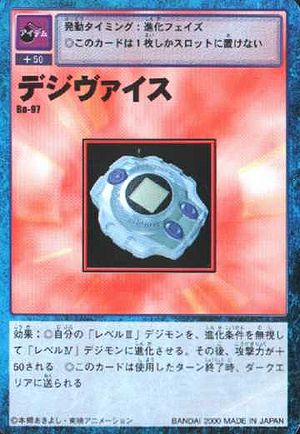 アイテム
+50
発動タイミング：進化フェイズ
◎このカードは1枚しかスロットに置けない
デジヴァイス
Bo-97
効果：◎自分の「レベルⅢ」デジモンを、進化条件を無視し
て「レベルⅣ」デジモンに進化させる。その後、攻撃力が＋
50される ◎このカードは使用したターン終了時、ダークエ
リアに送られる
©本郷あきよし・東映アニメーション
BANDAI 2000 MADE IN JAPAN